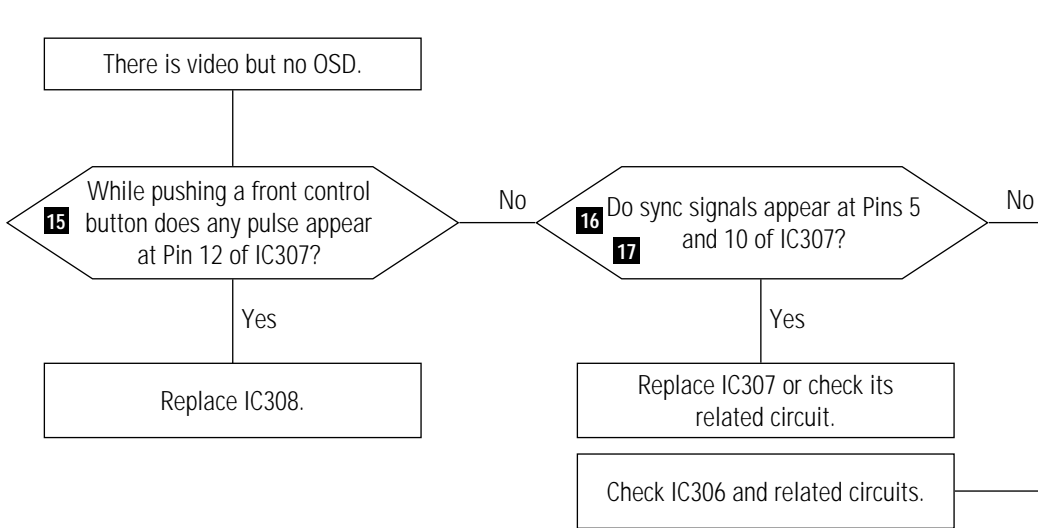 There is video but no OSD.
15
While pushing a front control
button does any pulse appear
at Pin 12 of IC307?
No
16
17
Do sync signals appear at Pins 5
and 10 of IC307?
No
Yes
Yes
Replace IC308.
Replace IC307 or check its
related circuit.
Check IC306 and related circuits.